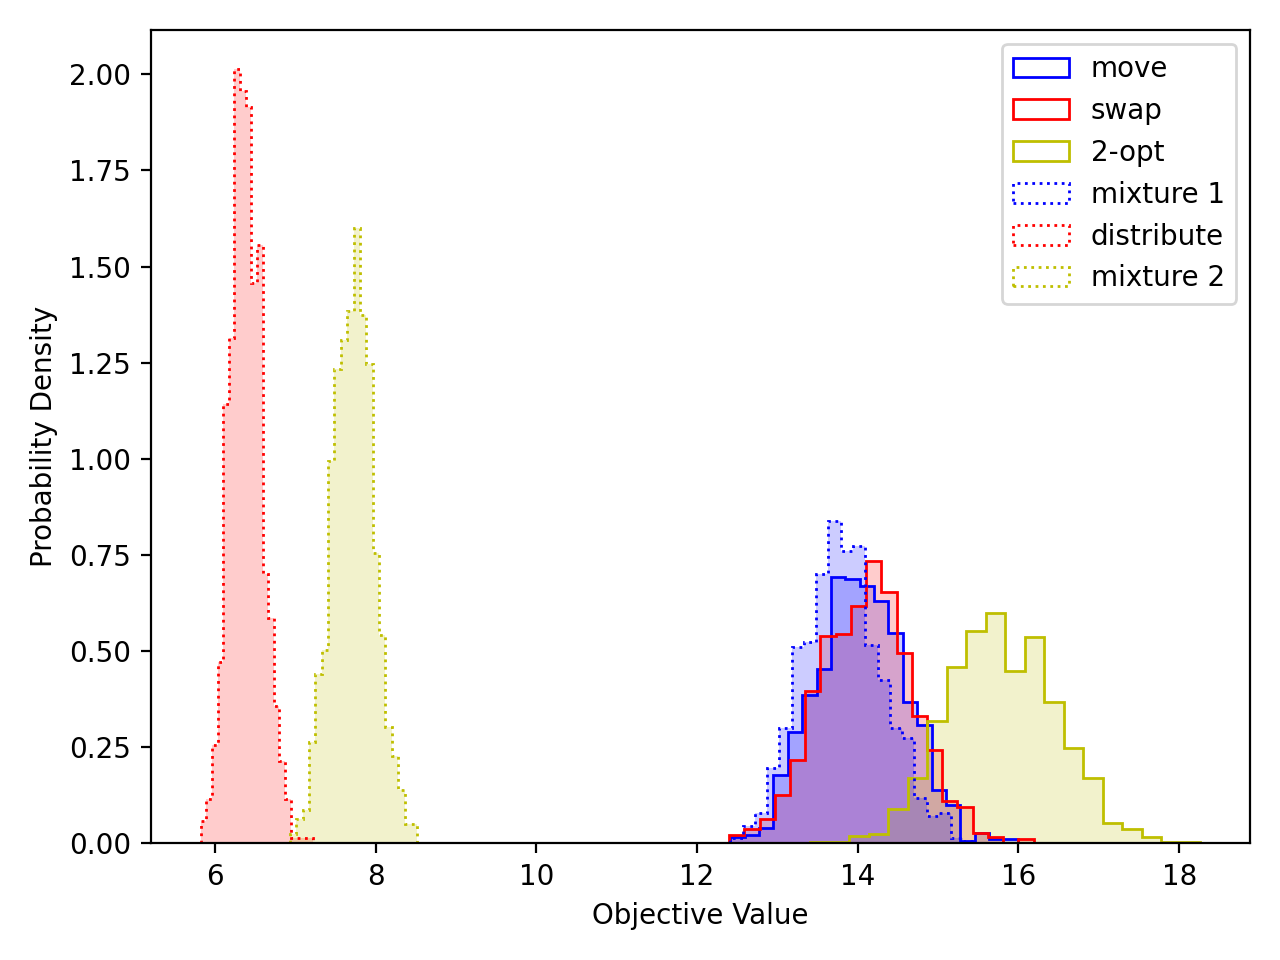 2.00
1.75
1.50
1.25
1.00
0.75
0.50
0.25
0.00
Probability Density
6 8 10 12 14 16 18
Objective Value
move
swap
2-opt
mixture 1
distribute
mixture 2